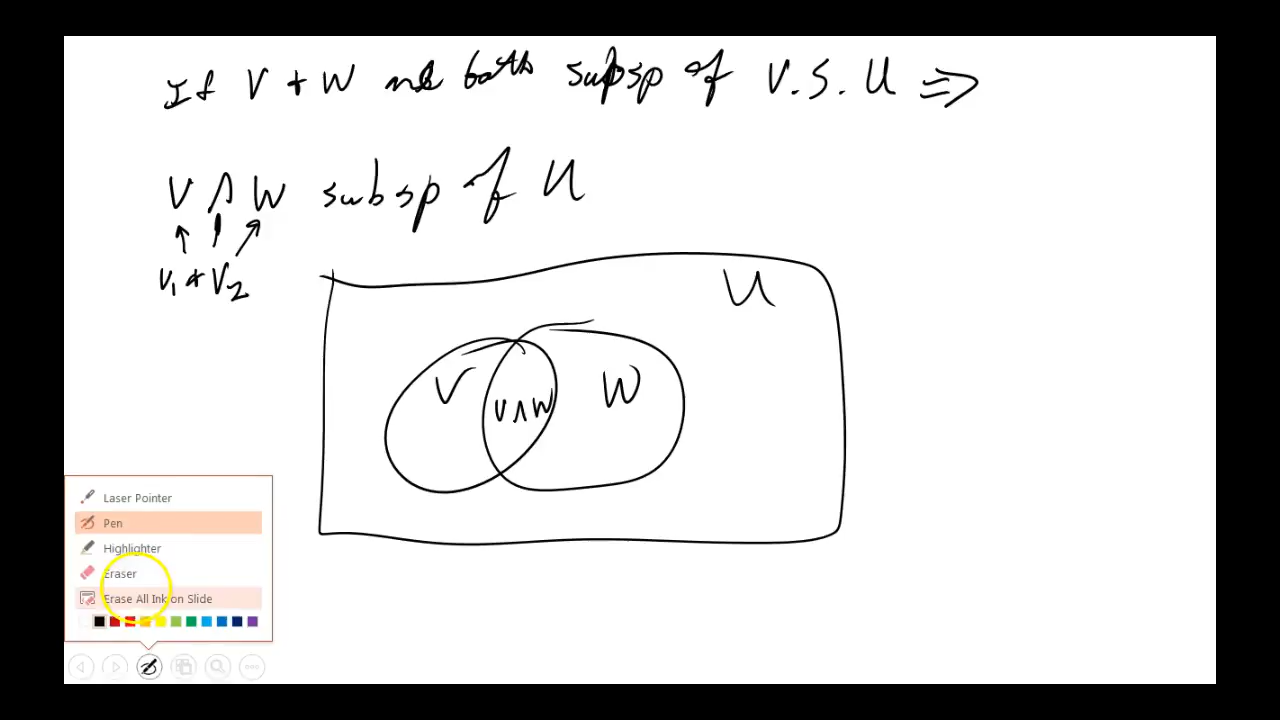 If V + W are both subsp of V.S. U ⇒
V ∩ W subsp of U
V₁ + V₂
U
V
V∩W
W
Laser Pointer
Pen
Highlighter
Eraser
Erase All Ink on Slide